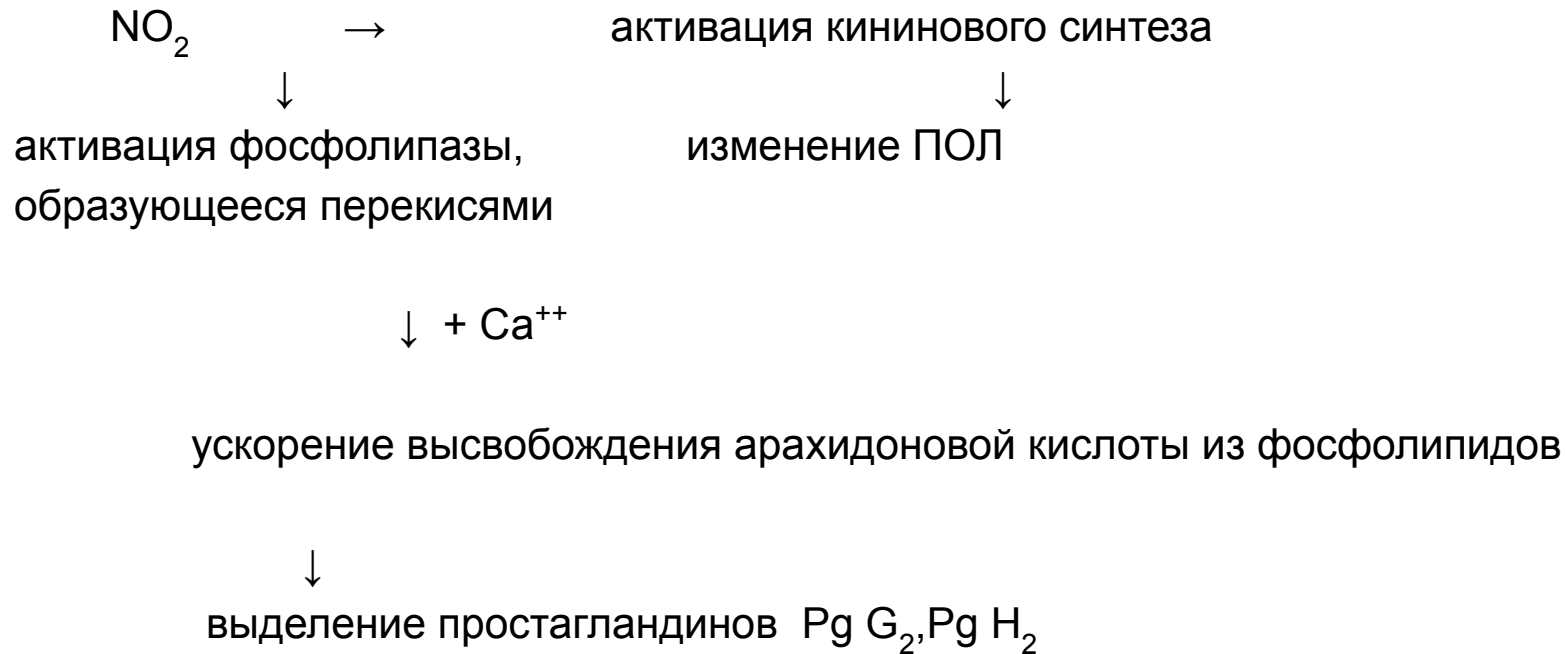 NO₂ → активация кининового синтеза
↓ ↓
активация фосфолипазы, изменение ПОЛ
образующееся перекисями
↓ + Ca⁺⁺
ускорение высвобождения арахидоновой кислоты из фосфолипидов
↓
выделение простагландинов Pg G₂,Pg H₂